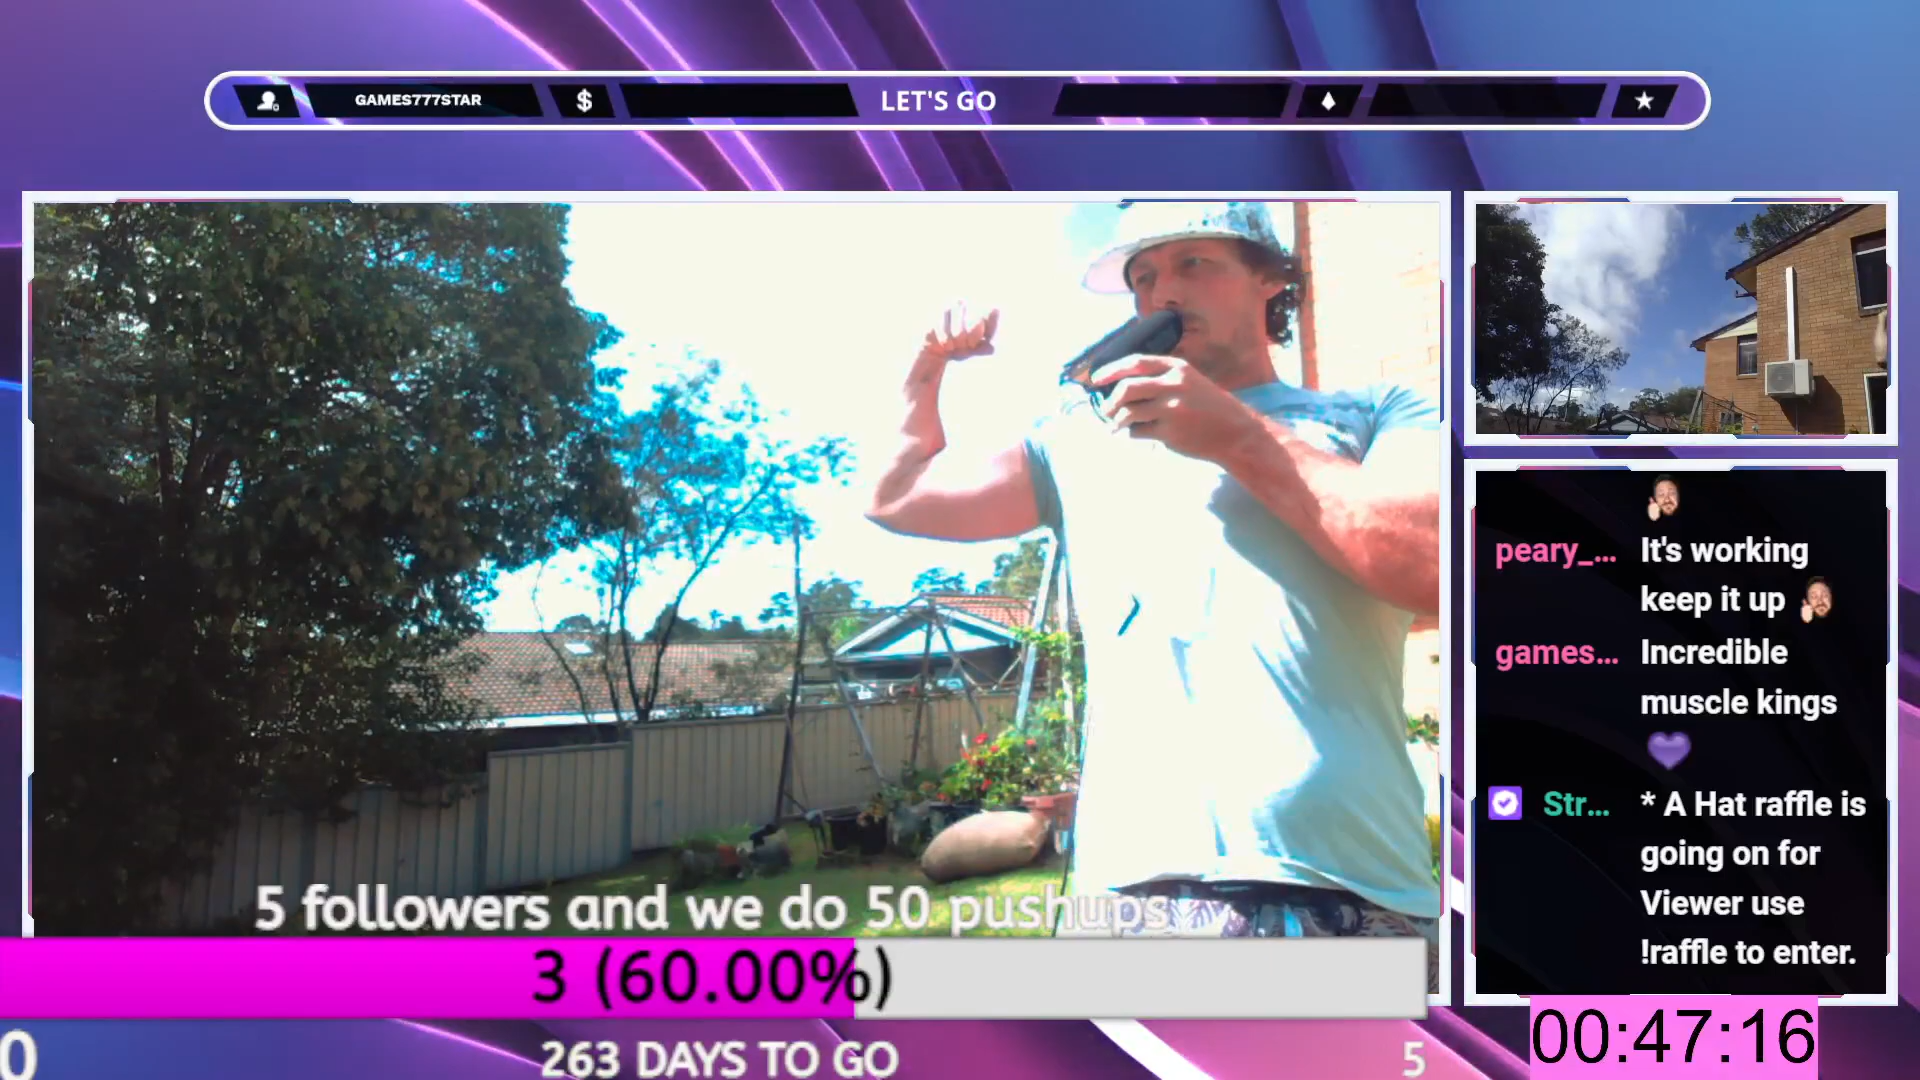 GAMES777STAR
$
LET'S GO
peary_... It's working
keep it up
games... Incredible
muscle kings
Str... * A Hat raffle is
going on for
Viewer use
!raffle to enter.
5 followers and we do 50 pushups
3 (60.00%)
0
263 DAYS TO GO
5
00:47:16